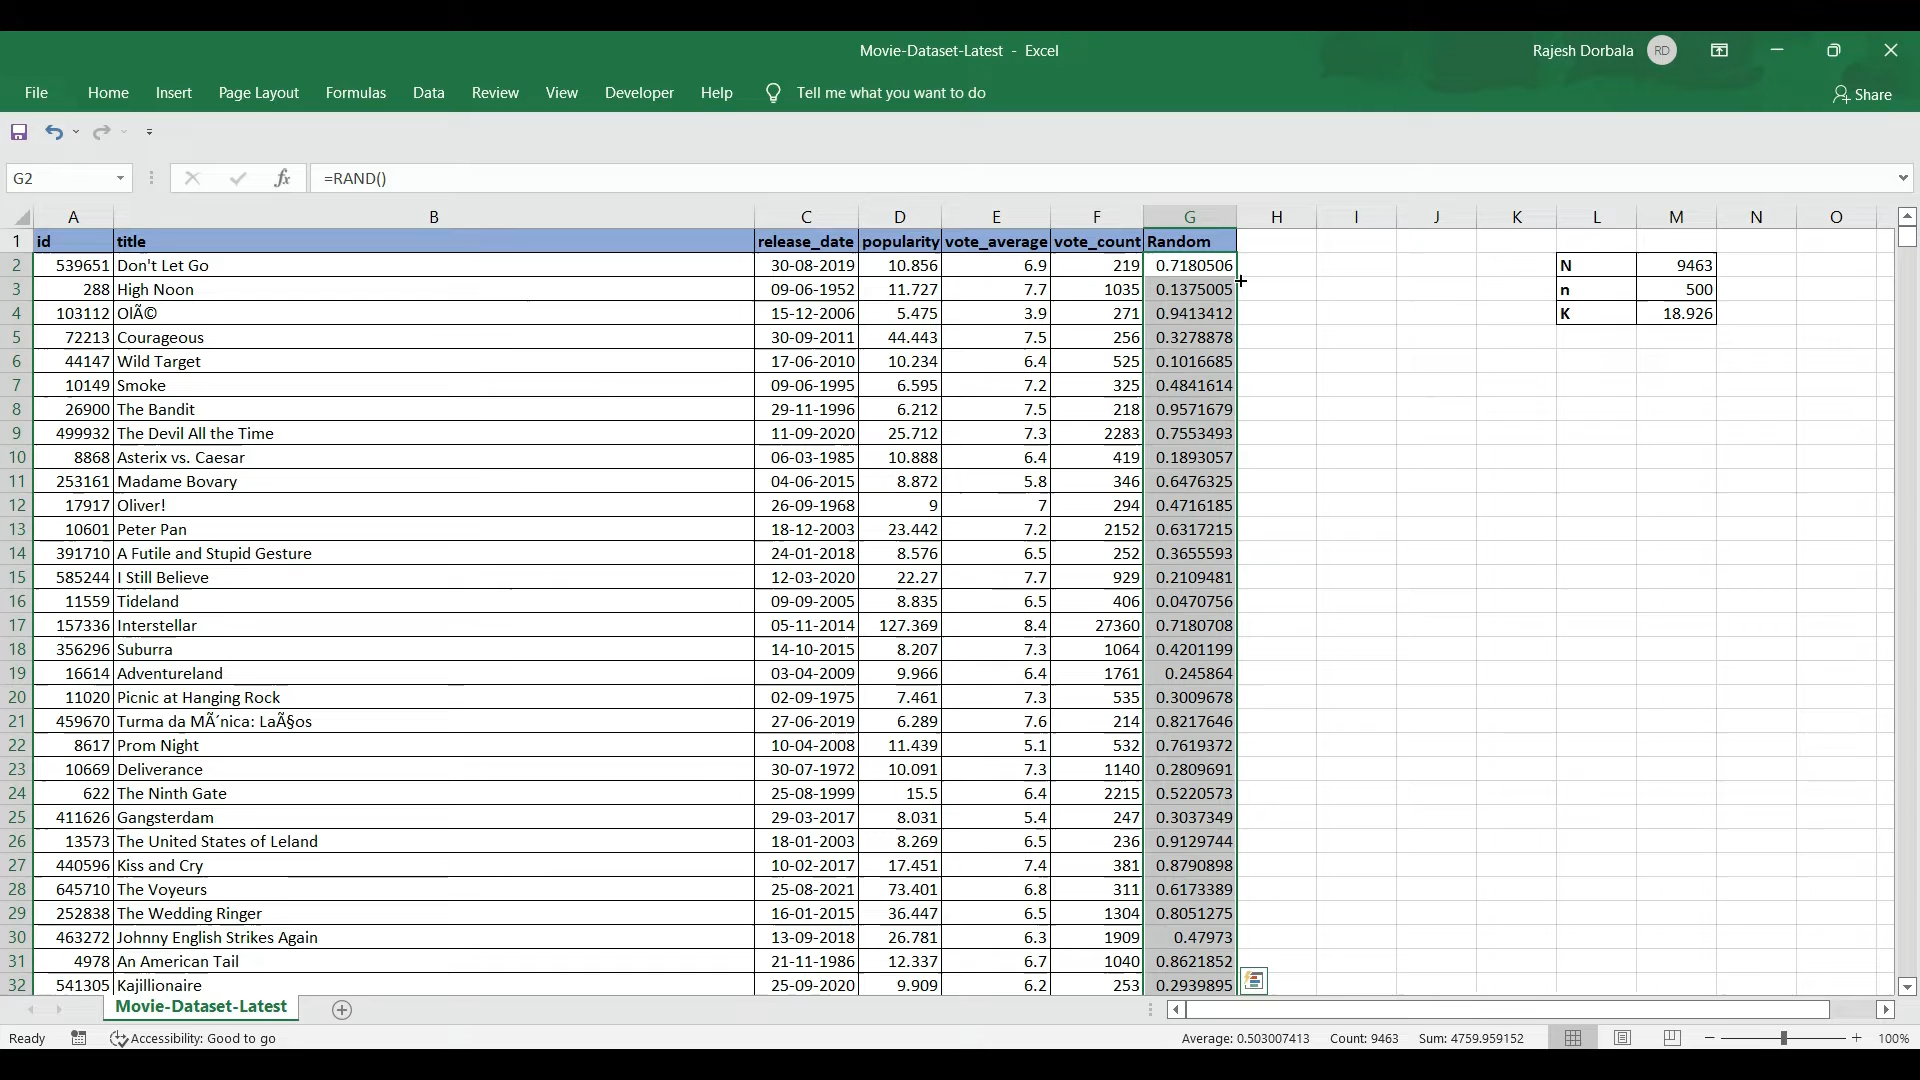 Movie-Dataset-Latest - Excel
Rajesh Dorbala RD
File Home Insert Page Layout Formulas Data Review View Developer Help Tell me what you want to do
Share
G2 fx =RAND()
A B C D E F G H I J K L M N O
1 id title release_date popularity vote_average vote_count Random
2 539651 Don't Let Go 30-08-2019 10.856 6.9 219 0.7180506 N 9463
3 288 High Noon 09-06-1952 11.727 7.7 1035 0.1375005 n 500
4 103112 OlÃ© 15-12-2006 5.475 3.9 271 0.9413412 K 18.926
5 72213 Courageous 30-09-2011 44.443 7.5 256 0.3278878
6 44147 Wild Target 17-06-2010 10.234 6.4 525 0.1016685
7 10149 Smoke 09-06-1995 6.595 7.2 325 0.4841614
8 26900 The Bandit 29-11-1996 6.212 7.5 218 0.9571679
9 499932 The Devil All the Time 11-09-2020 25.712 7.3 2283 0.7553493
10 8868 Asterix vs. Caesar 06-03-1985 10.888 6.4 419 0.1893057
11 253161 Madame Bovary 04-06-2015 8.872 5.8 346 0.6476325
12 17917 Oliver! 26-09-1968 9 7 294 0.4716185
13 10601 Peter Pan 18-12-2003 23.442 7.2 2152 0.6317215
14 391710 A Futile and Stupid Gesture 24-01-2018 8.576 6.5 252 0.3655593
15 585244 I Still Believe 12-03-2020 22.27 7.7 929 0.2109481
16 11559 Tideland 09-09-2005 8.835 6.5 406 0.0470756
17 157336 Interstellar 05-11-2014 127.369 8.4 27360 0.7180708
18 356296 Suburra 14-10-2015 8.207 7.3 1064 0.4201199
19 16614 Adventureland 03-04-2009 9.966 6.4 1761 0.245864
20 11020 Picnic at Hanging Rock 02-09-1975 7.461 7.3 535 0.3009678
21 459670 Turma da MÃ´nica: LaÃ§os 27-06-2019 6.289 7.6 214 0.8217646
22 8617 Prom Night 10-04-2008 11.439 5.1 532 0.7619372
23 10669 Deliverance 30-07-1972 10.091 7.3 1140 0.2809691
24 622 The Ninth Gate 25-08-1999 15.5 6.4 2215 0.5220573
25 411626 Gangsterdam 29-03-2017 8.031 5.4 247 0.3037349
26 13573 The United States of Leland 18-01-2003 8.269 6.5 236 0.9129744
27 440596 Kiss and Cry 10-02-2017 17.451 7.4 381 0.8790898
28 645710 The Voyeurs 25-08-2021 73.401 6.8 311 0.6173389
29 252838 The Wedding Ringer 16-01-2015 36.447 6.5 1304 0.8051275
30 463272 Johnny English Strikes Again 13-09-2018 26.781 6.3 1909 0.47973
31 4978 An American Tail 21-11-1986 12.337 6.7 1040 0.8621852
32 541305 Kajillionaire 25-09-2020 9.909 6.2 253 0.2939895
Movie-Dataset-Latest
Ready Accessibility: Good to go Average: 0.503007413 Count: 9463 Sum: 4759.959152 100%